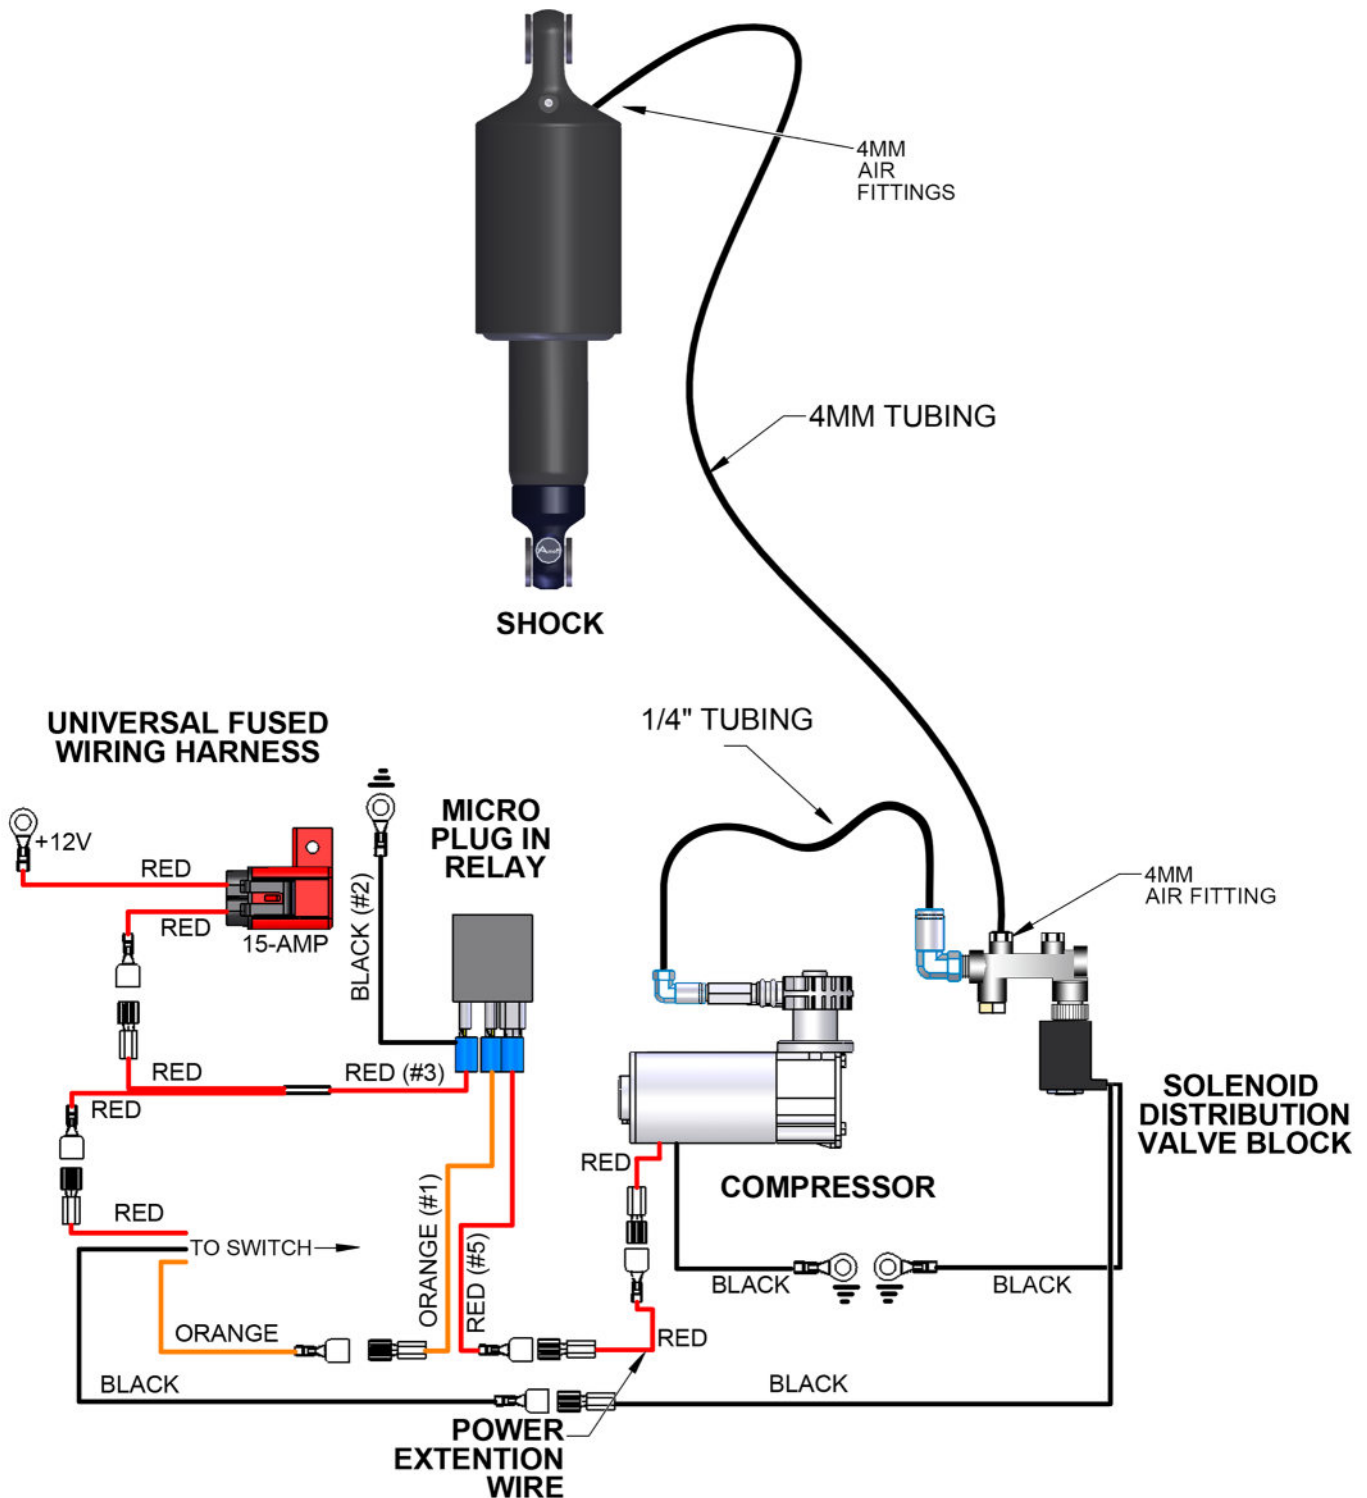 4MM
AIR
FITTINGS
4MM TUBING
SHOCK
UNIVERSAL FUSED
WIRING HARNESS
1/4" TUBING
MICRO
PLUG IN
RELAY
+12V
RED
RED
15-AMP
BLACK (#2)
4MM
AIR FITTING
RED
RED (#3)
RED
SOLENOID
DISTRIBUTION
VALVE BLOCK
RED
COMPRESSOR
RED
TO SWITCH
ORANGE (#1)
RED (#5)
BLACK
BLACK
ORANGE
RED
BLACK
BLACK
POWER
EXTENTION
WIRE